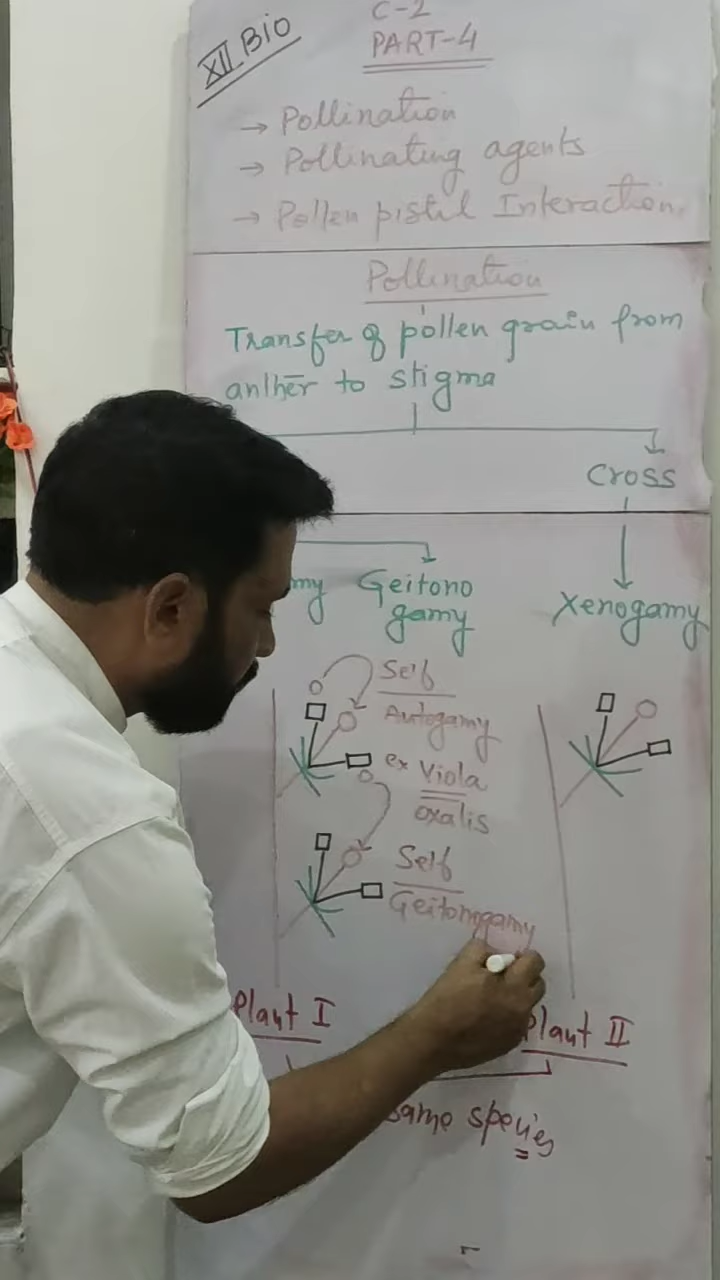 XII Bio
C-2
PART-4
→ Pollination
→ Pollinating agents
→ Pollen pistil Interaction.
Pollination
Transfer of pollen grain from
anther to stigma
Cross
my
Geitono
gamy
Xenogamy
Self
Autogamy
ex Viola
oxalis
Self
Geitonogamy
Plant I
Plant II
Same species